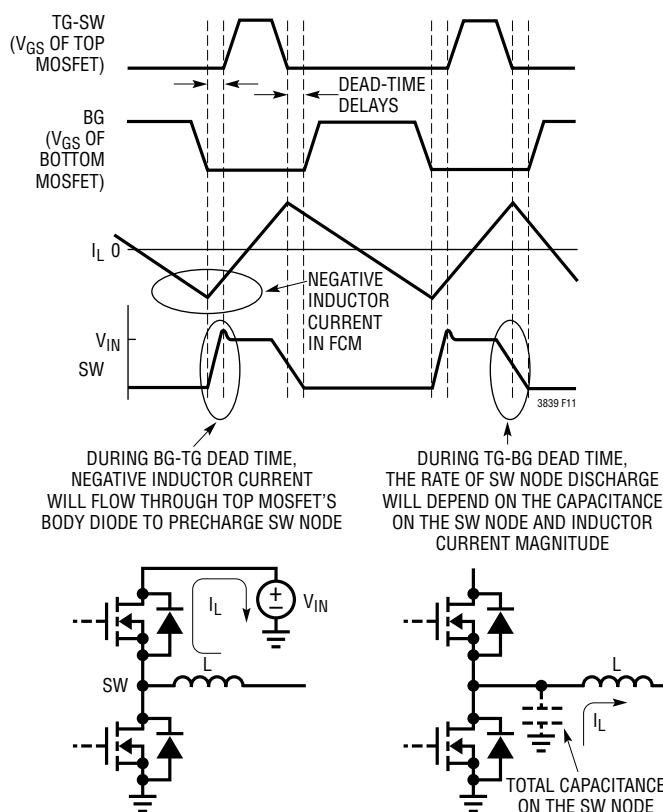 TG-SW
(VGS OF TOP
MOSFET)
DEAD-TIME
DELAYS
BG
(VGS OF
BOTTOM
MOSFET)
IL 0
NEGATIVE
INDUCTOR
CURRENT
IN FCM
VIN
SW
3839 F11
DURING BG-TG DEAD TIME,
NEGATIVE INDUCTOR CURRENT
WILL FLOW THROUGH TOP MOSFET'S
BODY DIODE TO PRECHARGE SW NODE
DURING TG-BG DEAD TIME,
THE RATE OF SW NODE DISCHARGE
WILL DEPEND ON THE CAPACITANCE
ON THE SW NODE AND INDUCTOR
CURRENT MAGNITUDE
IL
+
–
VIN
L
SW
L
IL
TOTAL CAPACITANCE
ON THE SW NODE